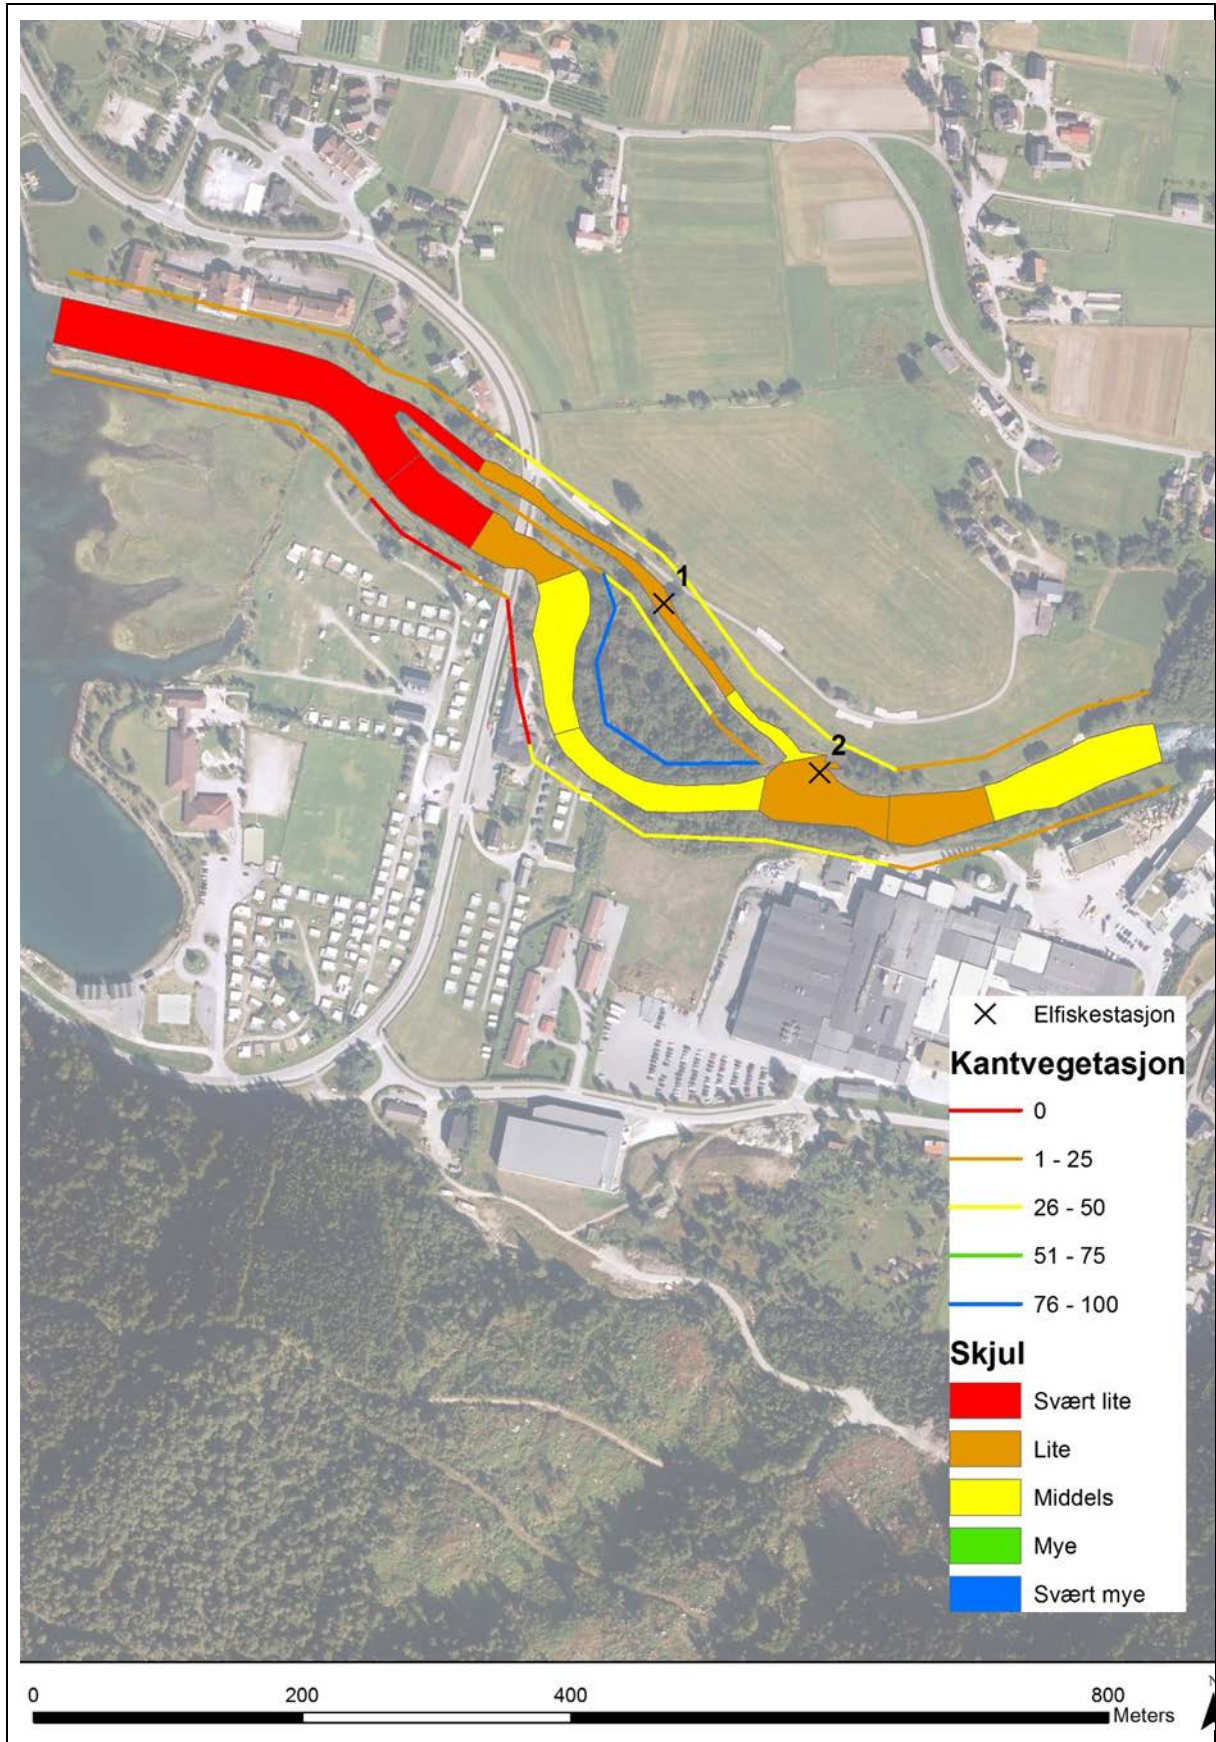 1
2
Elfiskestasjon
Kantvegetasjon
0
1 - 25
26 - 50
51 - 75
76 - 100
Skjul
Svært lite
Lite
Middels
Mye
Svært mye
0 200 400 800
Meters